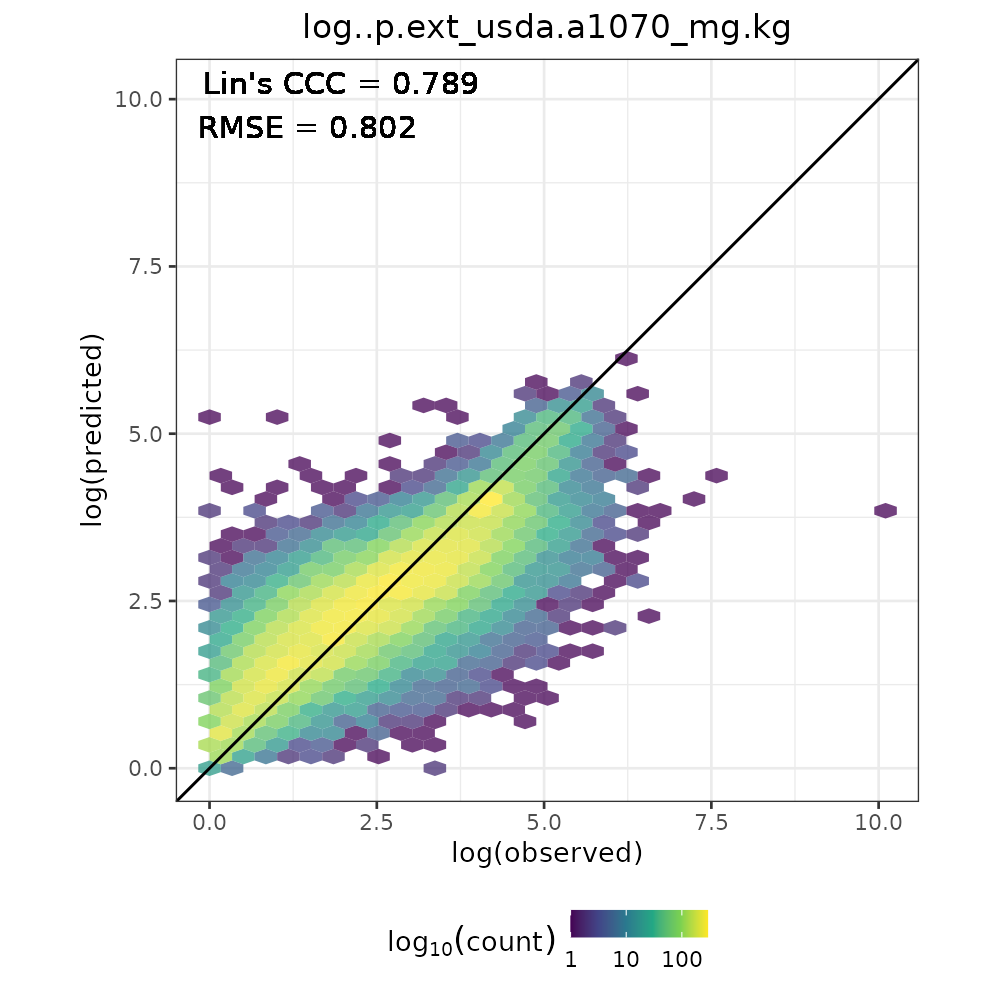 log..p.ext_usda.a1070_mg.kg
Lin's CCC = 0.789
RMSE = 0.802
10.0
7.5
5.0
2.5
0.0
log(predicted)
0.0 2.5 5.0 7.5 10.0
log(observed)
log₁₀(count)
1 10 100